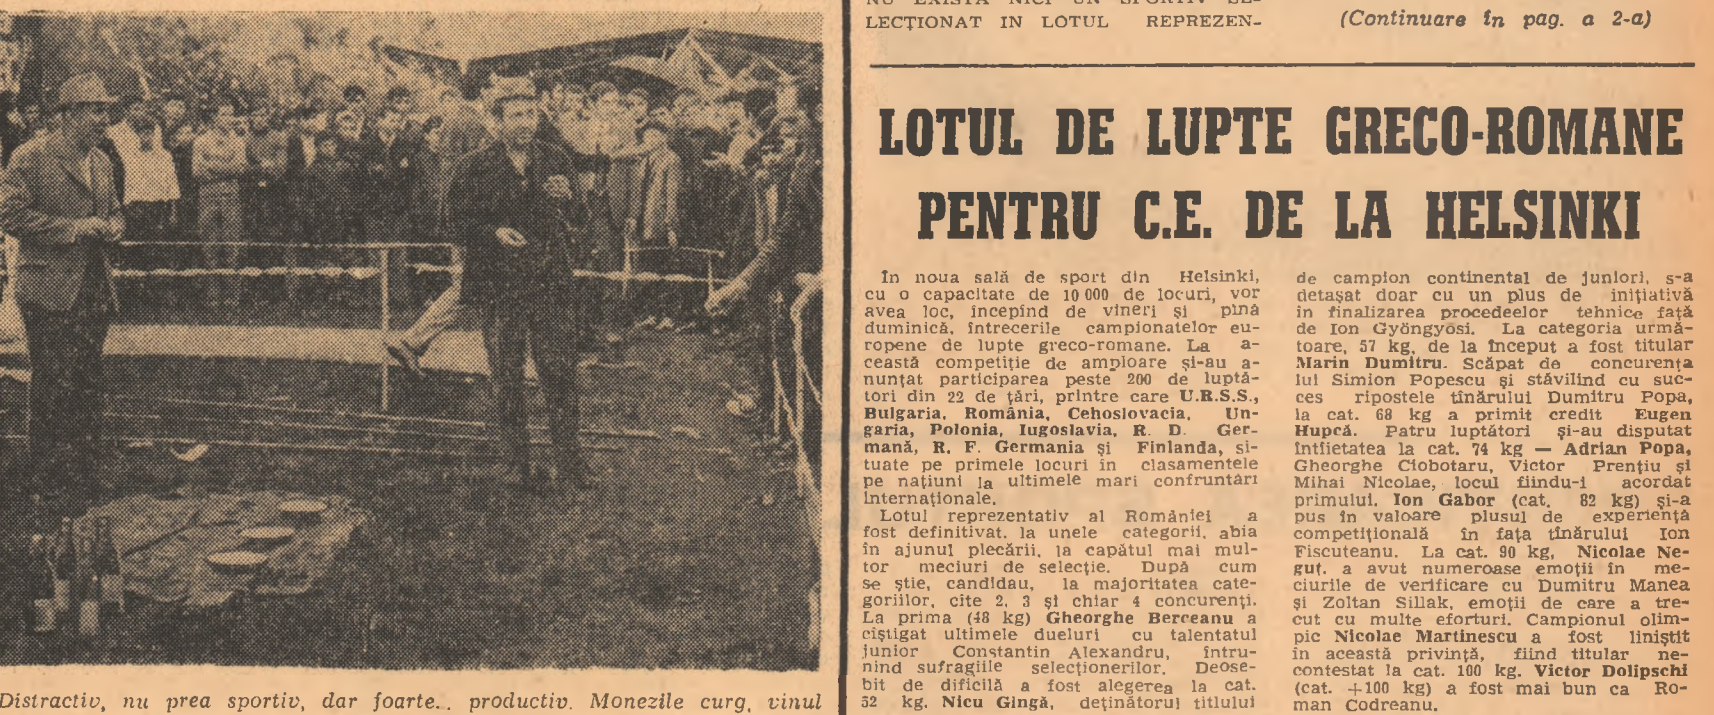 LECȚIONAT IN LOTUL REPREZEN-
(Continuare în pag. a 2-a)
LOTUL DE LUPTE GRECO-ROMANE
PENTRU C.E. DE LA HELSINKI
În noua sală de sport din Helsinki,
cu o capacitate de 10 000 de locuri, vor
avea loc, începînd de vineri și pînă
duminică, întrecerile campionatelor eu-
ropene de lupte greco-romane. La a-
ceastă competiție de amploare și-au a-
nunțat participarea peste 200 de luptă-
tori din 22 de țări, printre care U.R.S.S.,
Bulgaria, România, Cehoslovacia, Un-
garia, Polonia, Iugoslavia, R. D. Ger-
mană, R. F. Germania și Finlanda, si-
tuate pe primele locuri în clasamentele
pe națiuni la ultimele mari confruntări
internaționale.
Lotul reprezentativ al României a
fost definitivat, la unele categorii, abia
în ajunul plecării, la capătul mai mul-
tor meciuri de selecție. După cum
se știe, candidau, la majoritatea cate-
goriilor, cîte 2, 3 și chiar 4 concurenți.
La prima (48 kg) Gheorghe Berceanu a
cîștigat ultimele dueluri cu talentatul
junior Constantin Alexandru, întru-
nind sufragiile selecționerilor. Deose-
bit de dificilă a fost alegerea la cat.
52 kg. Nicu Gingă, deținătorul titlului
de campion continental de juniori, s-a
detașat doar cu un plus de inițiativă
în finalizarea procedeelor tehnice față
de Ion Gyöngyosi. La categoria urmă-
toare, 57 kg, de la început a fost titular
Marin Dumitru. Scăpat de concurența
lui Simion Popescu și stăvilind cu suc-
ces ripostele tînărului Dumitru Popa,
la cat. 68 kg a primit credit Eugen
Hupcă. Patru luptători și-au disputat
întîietatea la cat. 74 kg — Adrian Popa,
Gheorghe Ciobotaru, Victor Prențiu și
Mihai Nicolae, locul fiindu-i acordat
primului. Ion Gabor (cat. 82 kg) și-a
pus în valoare plusul de experiență
competițională în fața tînărului Ion
Fiscuteanu. La cat. 90 kg, Nicolae Ne-
guț, a avut numeroase emoții în me-
ciurile de verificare cu Dumitru Manea
și Zoltan Sillak, emoții de care a tre-
cut cu multe eforturi. Campionul olim-
pic Nicolae Martinescu a fost liniștit
în această privință, fiind titular ne-
contestat la cat. 100 kg. Victor Dolipschi
(cat. +100 kg) a fost mai bun ca Ro-
man Codreanu.
Distractiv, nu prea sportiv, dar foarte.. productiv. Monezile curg, vinul